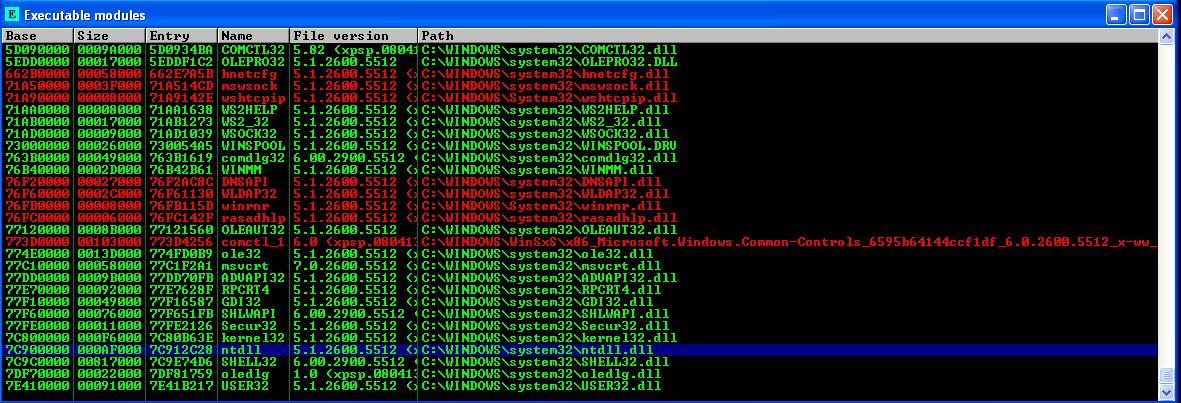 E Executable modules
Base Size Entry Name File version Path
5D090000 0009A000 5D0934BA COMCTL32 5.82 (xpsp.080413 C:\WINDOWS\system32\COMCTL32.dll
5EDD0000 00017000 5EDDF1C2 OLEPRO32 5.1.2600.5512 C:\WINDOWS\system32\OLEPRO32.DLL
662B0000 00058000 662E7A5B hnetcfg 5.1.2600.5512 (x C:\WINDOWS\system32\hnetcfg.dll
71A50000 0003F000 71A514CD mswsock 5.1.2600.5512 (x C:\WINDOWS\system32\mswsock.dll
71A90000 00008000 71A9142E wshtcpip 5.1.2600.5512 (x C:\WINDOWS\system32\wshtcpip.dll
71AA0000 00008000 71AA1638 WS2HELP 5.1.2600.5512 (x C:\WINDOWS\system32\WS2HELP.dll
71AB0000 00017000 71AB1273 WS2_32 5.1.2600.5512 (x C:\WINDOWS\system32\WS2_32.dll
71AD0000 00009000 71AD1039 WSOCK32 5.1.2600.5512 (x C:\WINDOWS\system32\WSOCK32.dll
73000000 00026000 730054A5 WINSPOOL 5.1.2600.5512 (x C:\WINDOWS\system32\WINSPOOL.DRV
763B0000 00049000 763B1619 comdlg32 6.00.2900.5512 ( C:\WINDOWS\system32\comdlg32.dll
76B40000 0002D000 76B42B61 WINMM 5.1.2600.5512 (x C:\WINDOWS\system32\WINMM.dll
76F20000 00027000 76F2AC8C DNSAPI 5.1.2600.5512 (x C:\WINDOWS\system32\DNSAPI.dll
76F60000 0002C000 76F61130 WLDAP32 5.1.2600.5512 (x C:\WINDOWS\system32\WLDAP32.dll
76FB0000 00008000 76FB115D winrnr 5.1.2600.5512 (x C:\WINDOWS\system32\winrnr.dll
76FC0000 00006000 76FC142F rasadhlp 5.1.2600.5512 (x C:\WINDOWS\system32\rasadhlp.dll
77120000 0008B000 77121560 OLEAUT32 5.1.2600.5512 C:\WINDOWS\system32\OLEAUT32.dll
773D0000 00103000 773D4256 comctl_1 6.0 (xpsp.080413 C:\WINDOWS\WinSxS\x86_Microsoft.Windows.Common-Controls_6595b64144ccf1df_6.0.2600.5512_x-ww_
774E0000 0013D000 774FD0B9 ole32 5.1.2600.5512 (x C:\WINDOWS\system32\ole32.dll
77C10000 00058000 77C1F2A1 msvcrt 7.0.2600.5512 (x C:\WINDOWS\system32\msvcrt.dll
77DD0000 0009B000 77DD70FB ADVAPI32 5.1.2600.5512 (x C:\WINDOWS\system32\ADVAPI32.dll
77E70000 00092000 77E7628F RPCRT4 5.1.2600.5512 (x C:\WINDOWS\system32\RPCRT4.dll
77F10000 00049000 77F16587 GDI32 5.1.2600.5512 (x C:\WINDOWS\system32\GDI32.dll
77F60000 00076000 77F651FB SHLWAPI 6.00.2900.5512 ( C:\WINDOWS\system32\SHLWAPI.dll
77FE0000 00011000 77FE2126 Secur32 5.1.2600.5512 (x C:\WINDOWS\system32\Secur32.dll
7C800000 000F6000 7C80B63E kernel32 5.1.2600.5512 (x C:\WINDOWS\system32\kernel32.dll
7C900000 000AF000 7C912C28 ntdll 5.1.2600.5512 (x C:\WINDOWS\system32\ntdll.dll
7C9C0000 00817000 7C9E74D6 SHELL32 6.00.2900.5512 ( C:\WINDOWS\system32\SHELL32.dll
7DF70000 00022000 7DF81759 oledlg 1.0 (xpsp.080413 C:\WINDOWS\system32\oledlg.dll
7E410000 00091000 7E41B217 USER32 5.1.2600.5512 (x C:\WINDOWS\system32\USER32.dll